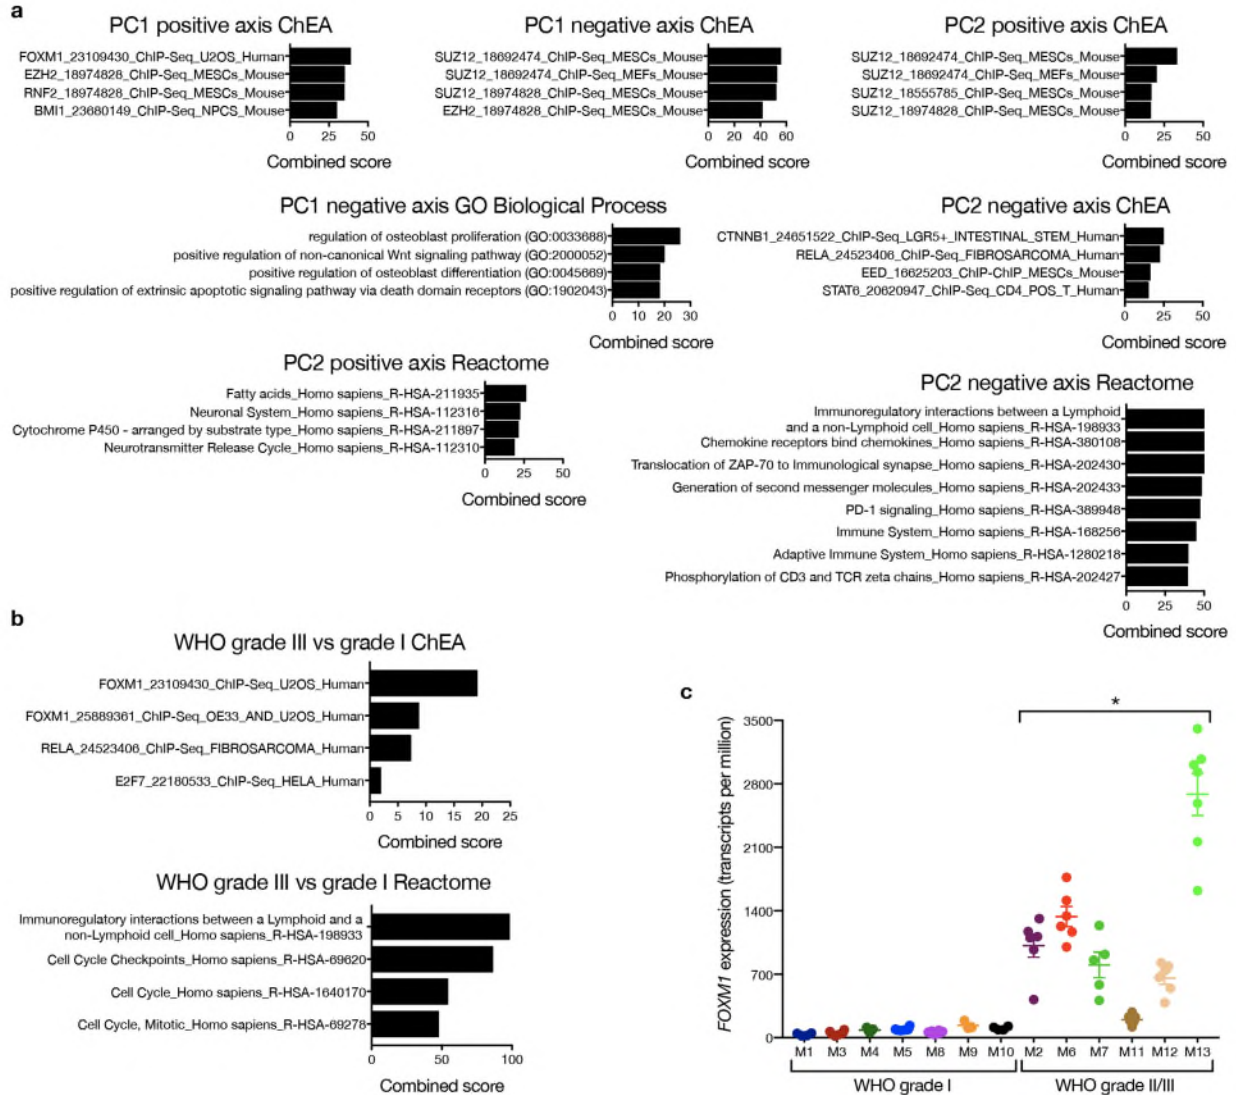 a
PC1 positive axis ChEA
FOXM1_23109430_ChIP-Seq_U2OS_Human
EZH2_18974828_ChIP-Seq_MESCs_Mouse
RNF2_18974828_ChIP-Seq_MESCs_Mouse
BMI1_23680149_ChIP-Seq_NPCS_Mouse
0 25 50
Combined score
PC1 negative axis ChEA
SUZ12_18692474_ChIP-Seq_MESCs_Mouse
SUZ12_18692474_ChIP-Seq_MEFs_Mouse
SUZ12_18974828_ChIP-Seq_MESCs_Mouse
EZH2_18974828_ChIP-Seq_MESCs_Mouse
0 20 40 60
Combined score
PC2 positive axis ChEA
SUZ12_18692474_ChIP-Seq_MESCs_Mouse
SUZ12_18692474_ChIP-Seq_MEFs_Mouse
SUZ12_18555785_ChIP-Seq_MESCs_Mouse
SUZ12_18974828_ChIP-Seq_MESCs_Mouse
0 25 50
Combined score
PC1 negative axis GO Biological Process
regulation of osteoblast proliferation (GO:0033688)
positive regulation of non-canonical Wnt signaling pathway (GO:2000052)
positive regulation of osteoblast differentiation (GO:0045669)
positive regulation of extrinsic apoptotic signaling pathway via death domain receptors (GO:1902043)
0 10 20 30
Combined score
PC2 negative axis ChEA
CTNNB1_24651522_ChIP-Seq_LGR5+_INTESTINAL_STEM_Human
RELA_24523406_ChIP-Seq_FIBROSARCOMA_Human
EED_16625203_ChIP-ChIP_MESCs_Mouse
STAT6_20620947_ChIP-Seq_CD4_POS_T_Human
0 25 50
Combined score
PC2 positive axis Reactome
Fatty acids_Homo sapiens_R-HSA-211935
Neuronal System_Homo sapiens_R-HSA-112316
Cytochrome P450 - arranged by substrate type_Homo sapiens_R-HSA-211897
Neurotransmitter Release Cycle_Homo sapiens_R-HSA-112310
0 25 50
Combined score
PC2 negative axis Reactome
Immunoregulatory interactions between a Lymphoid
and a non-Lymphoid cell_Homo sapiens_R-HSA-198933
Chemokine receptors bind chemokines_Homo sapiens_R-HSA-380108
Translocation of ZAP-70 to Immunological synapse_Homo sapiens_R-HSA-202430
Generation of second messenger molecules_Homo sapiens_R-HSA-202433
PD-1 signaling_Homo sapiens_R-HSA-389948
Immune System_Homo sapiens_R-HSA-168256
Adaptive Immune System_Homo sapiens_R-HSA-1280218
Phosphorylation of CD3 and TCR zeta chains_Homo sapiens_R-HSA-202427
0 25 50
Combined score
b
WHO grade III vs grade I ChEA
FOXM1_23109430_ChIP-Seq_U2OS_Human
FOXM1_25889361_ChIP-Seq_OE33_AND_U2OS_Human
RELA_24523406_ChIP-Seq_FIBROSARCOMA_Human
E2F7_22180533_ChIP-Seq_HELA_Human
0 5 10 15 20 25
Combined score
WHO grade III vs grade I Reactome
Immunoregulatory interactions between a Lymphoid and a
non-Lymphoid cell_Homo sapiens_R-HSA-198933
Cell Cycle Checkpoints_Homo sapiens_R-HSA-69620
Cell Cycle_Homo sapiens_R-HSA-1640170
Cell Cycle, Mitotic_Homo sapiens_R-HSA-69278
0 50 100
Combined score
c
*
FOXM1 expression (transcripts per million)
3500
2800
2100
1400
700
0
M1 M3 M4 M5 M8 M9 M10 M2 M6 M7 M11 M12 M13
WHO grade I WHO grade II/III